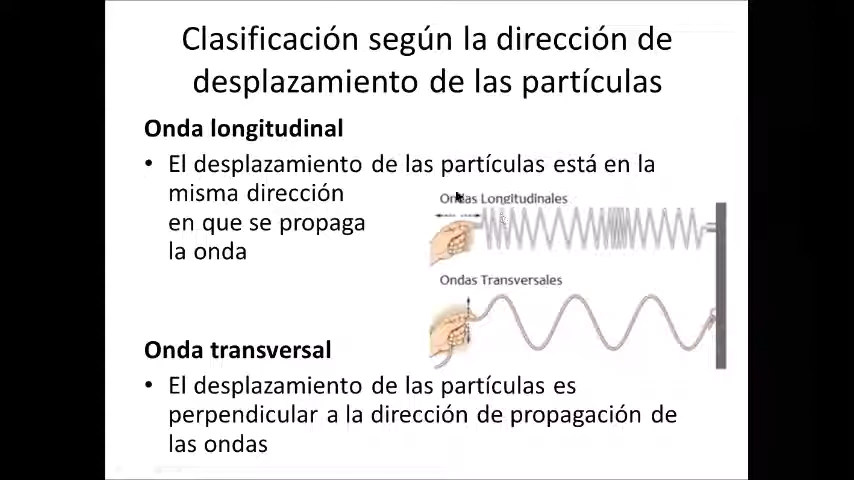 Clasificación según la dirección de
desplazamiento de las partículas
Onda longitudinal
• El desplazamiento de las partículas está en la
misma dirección
en que se propaga
la onda
Ondas Longitudinales
Ondas Transversales
Onda transversal
• El desplazamiento de las partículas es
perpendicular a la dirección de propagación de
las ondas